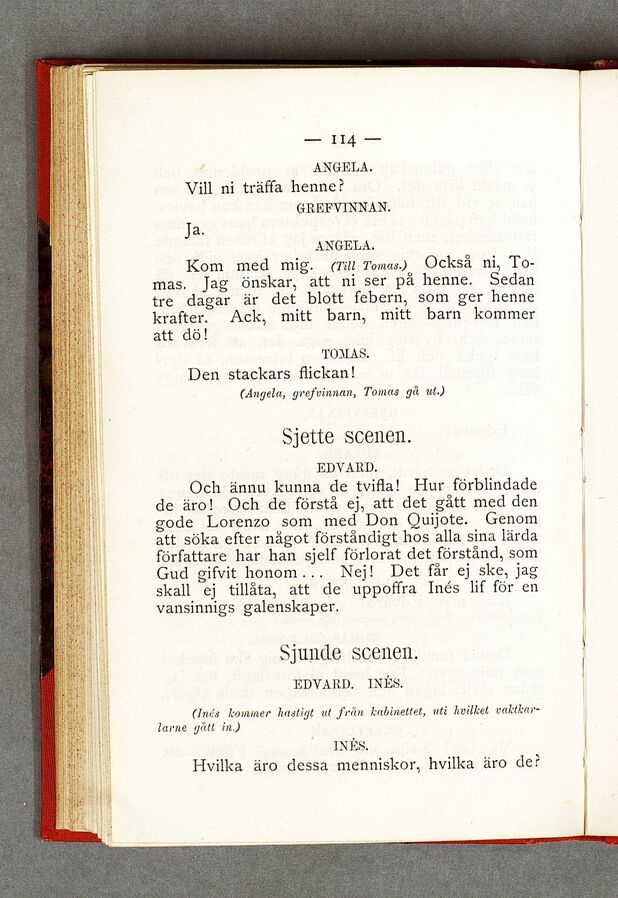 — 114 —
ANGELA.
Vill ni träffa henne?
GREFVINNAN.
Ja.
ANGELA.
Kom med mig. (Till Tomas.) Också ni, To-
mas. Jag önskar, att ni ser på henne. Sedan
tre dagar är det blott febern, som ger henne
krafter. Ack, mitt barn, mitt barn kommer
att dö!
TOMAS.
Den stackars flickan!
(Angela, grefvinnan, Tomas gå ut.)
Sjette scenen.
EDVARD.
Och ännu kunna de tvifla! Hur förblindade
de äro! Och de förstå ej, att det gått med den
gode Lorenzo som med Don Quijote. Genom
att söka efter något förståndigt hos alla sina lärda
författare har han sjelf förlorat det förstånd, som
Gud gifvit honom... Nej! Det får ej ske, jag
skall ej tillåta, att de uppoffra Inés lif för en
vansinnigs galenskaper.
Sjunde scenen.
EDVARD. INÉS.
(Inés kommer hastigt ut från kabinettet, uti hvilket vaktkar-
larne gått in.)
INÉS.
Hvilka äro dessa menniskor, hvilka äro de?